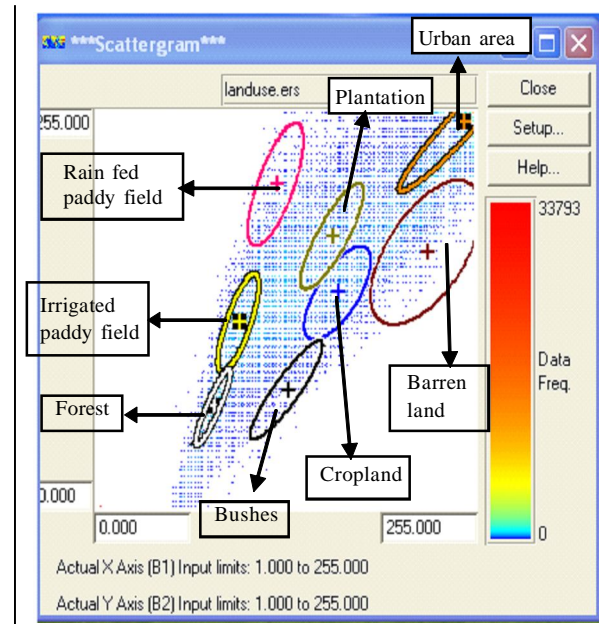 ***Scattergram***
Urban area
landuse.ers
Close
Plantation
255.000
Setup...
Help...
Rain fed
paddy field
33793
Irrigated
paddy field
Data
Freq.
Barren
land
Forest
Cropland
0.000
Bushes
0.000
255.000
0
Actual X Axis (B1) Input limits: 1.000 to 255.000
Actual Y Axis (B2) Input limits: 1.000 to 255.000